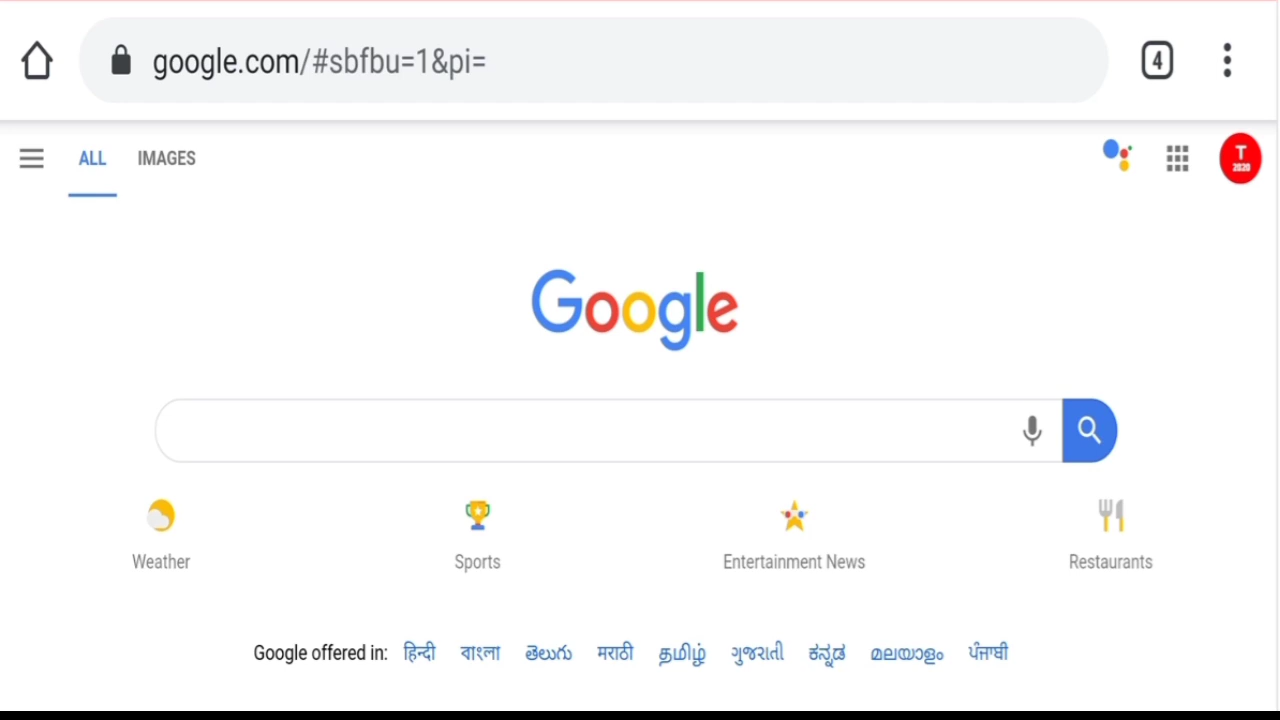 google.com/#sbfbu=1&pi=
4
ALL IMAGES
T
2020
Google
Weather Sports Entertainment News Restaurants
Google offered in: हिन्दी বাংলা తెలుగు मराठी தமிழ் ગુજરાતી ಕನ್ನಡ മലയാളം ਪੰਜਾਬੀ